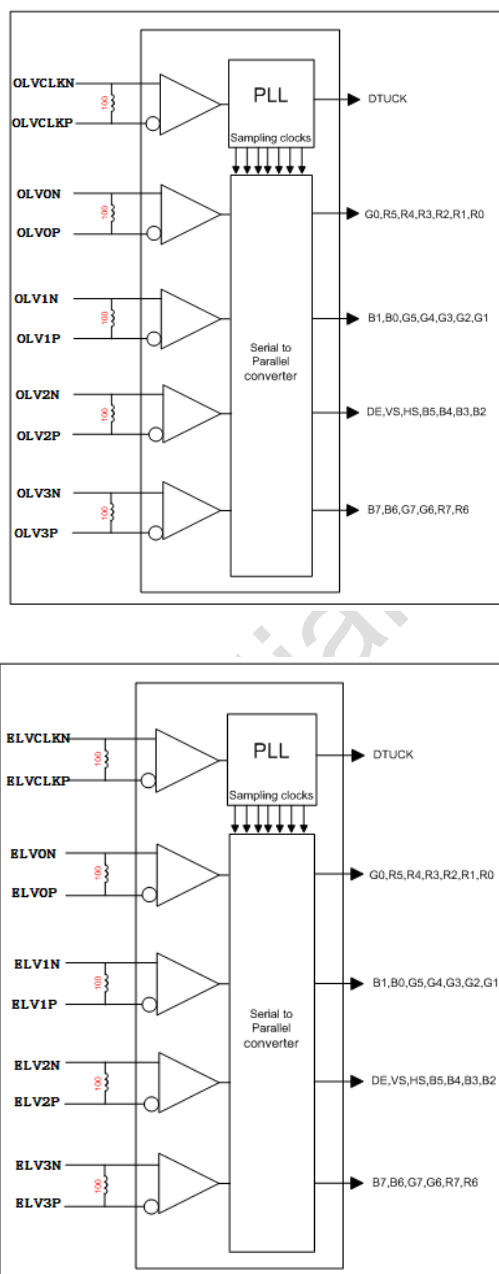 OLVCLKN
100
OLVCLKP
PLL
Sampling clocks
DTUCK
OLV0N
100
OLV0P
G0,R5,R4,R3,R2,R1,R0
OLV1N
100
OLV1P
B1,B0,G5,G4,G3,G2,G1
Serial to
Parallel
converter
OLV2N
100
OLV2P
DE,VS,HS,B5,B4,B3,B2
OLV3N
100
OLV3P
B7,B6,G7,G6,R7,R6
ELVCLKN
100
ELVCLKP
PLL
Sampling clocks
DTUCK
ELV0N
100
ELV0P
G0,R5,R4,R3,R2,R1,R0
ELV1N
100
ELV1P
B1,B0,G5,G4,G3,G2,G1
Serial to
Parallel
converter
ELV2N
100
ELV2P
DE,VS,HS,B5,B4,B3,B2
ELV3N
100
ELV3P
B7,B6,G7,G6,R7,R6